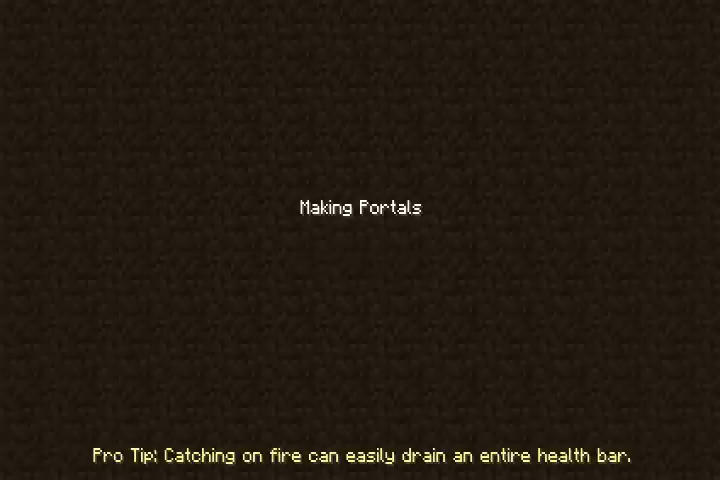 Making Portals
Pro Tip: Catching on fire can easily drain an entire health bar.